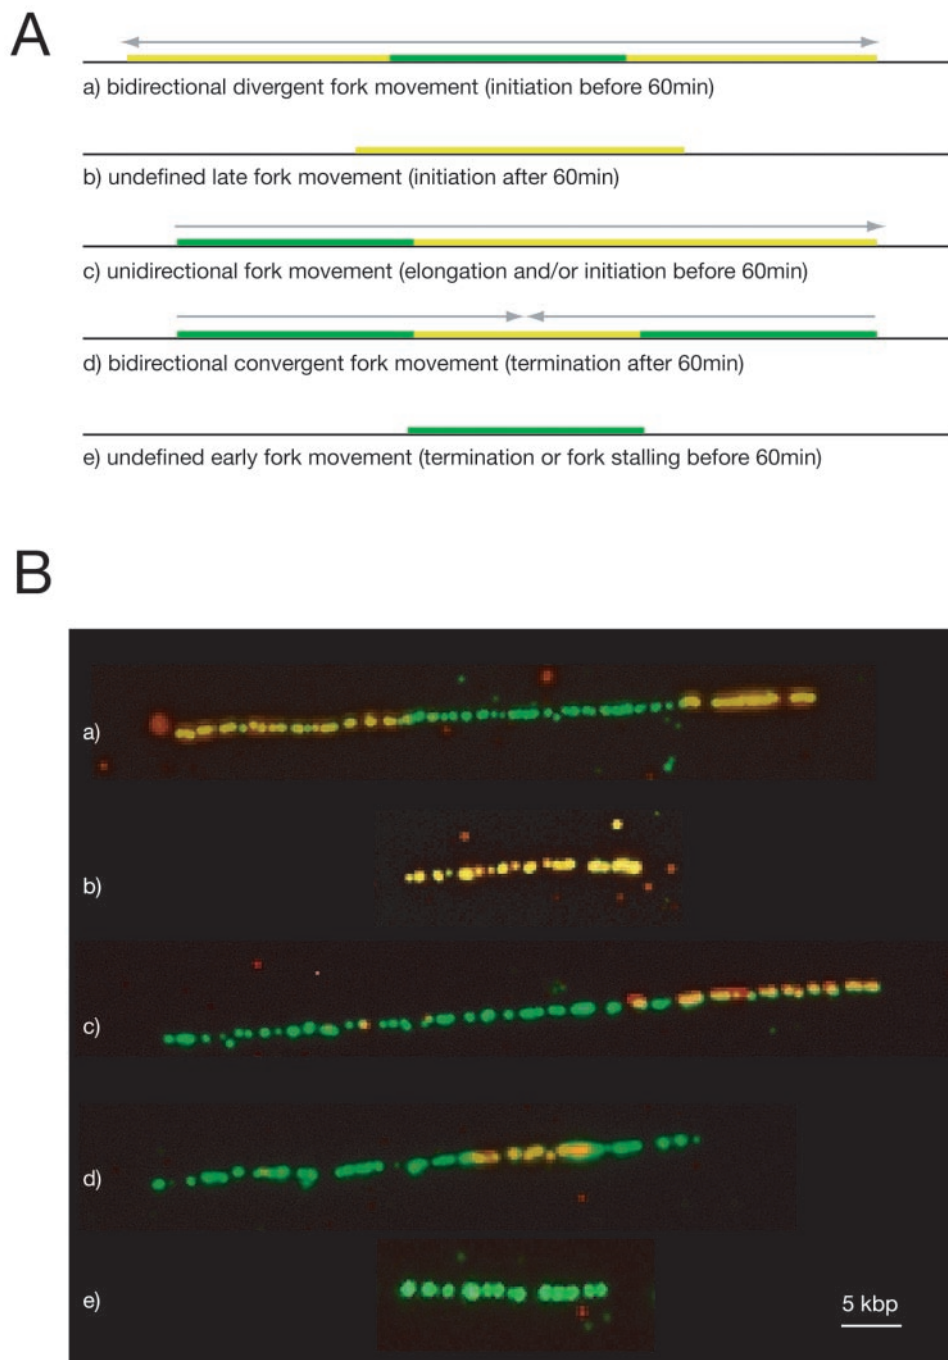 A
a) bidirectional divergent fork movement (initiation before 60min)
b) undefined late fork movement (initiation after 60min)
c) unidirectional fork movement (elongation and/or initiation before 60min)
d) bidirectional convergent fork movement (termination after 60min)
e) undefined early fork movement (termination or fork stalling before 60min)
B
a)
b)
c)
d)
e)
5 kbp